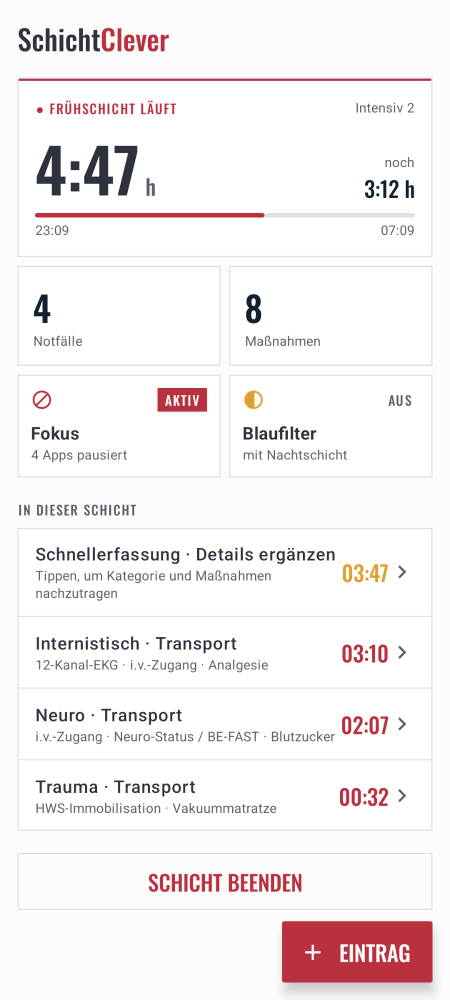 SchichtClever
• FRÜHSCHICHT LÄUFT
Intensiv 2
4:47 h
noch
3:12 h
23:09
07:09
4
Notfälle
8
Maßnahmen
AKTIV
Fokus
4 Apps pausiert
AUS
Blaufilter
mit Nachtschicht
IN DIESER SCHICHT
Schnellerfassung · Details ergänzen
Tippen, um Kategorie und Maßnahmen
nachzutragen
03:47
Internistisch · Transport
12-Kanal-EKG · i.v.-Zugang · Analgesie
03:10
Neuro · Transport
i.v.-Zugang · Neuro-Status / BE-FAST · Blutzucker
02:07
Trauma · Transport
HWS-Immobilisation · Vakuummatratze
00:32
SCHICHT BEENDEN
+ EINTRAG